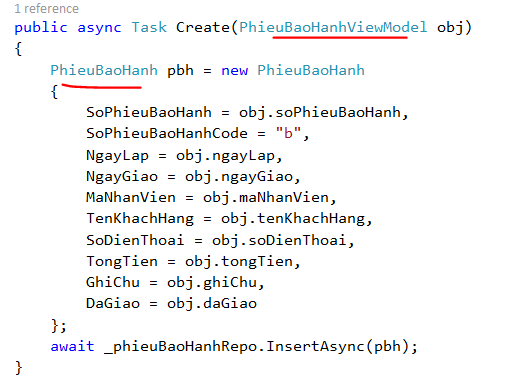 1 reference
public async Task Create(PhieuBaoHanhViewModel obj)
{
PhieuBaoHanh pbh = new PhieuBaoHanh
{
SoPhieuBaoHanh = obj.soPhieuBaoHanh,
SoPhieuBaoHanhCode = "b",
NgayLap = obj.ngayLap,
NgayGiao = obj.ngayGiao,
MaNhanVien = obj.maNhanVien,
TenKhachHang = obj.tenKhachHang,
SoDienThoai = obj.soDienThoai,
TongTien = obj.tongTien,
GhiChu = obj.ghiChu,
DaGiao = obj.daGiao
};
await _phieuBaoHanhRepo.InsertAsync(pbh);
}